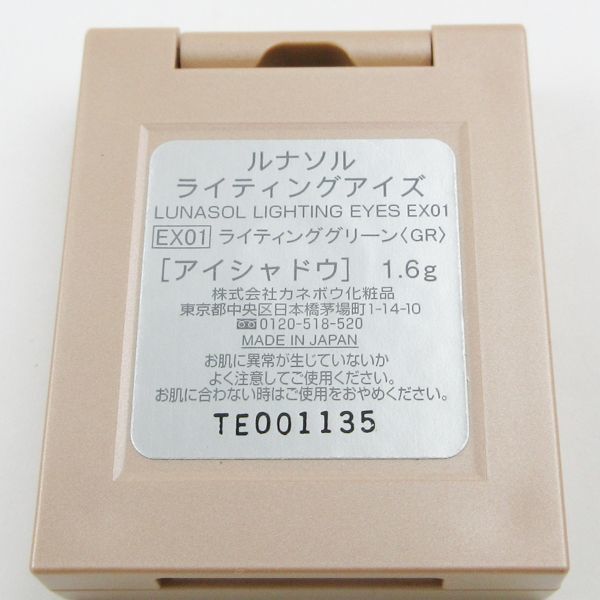 ルナソル
ライティングアイズ
LUNASOL LIGHTING EYES EX01
EX01 ライティンググリーン〈GR〉
[アイシャドウ] 1.6g
株式会社カネボウ化粧品
東京都中央区日本橋茅場町1-14-10
0120-518-520
MADE IN JAPAN
お肌に異常が生じていないか
よく注意してご使用ください。
お肌に合わない時はご使用をおやめください。
TE001135